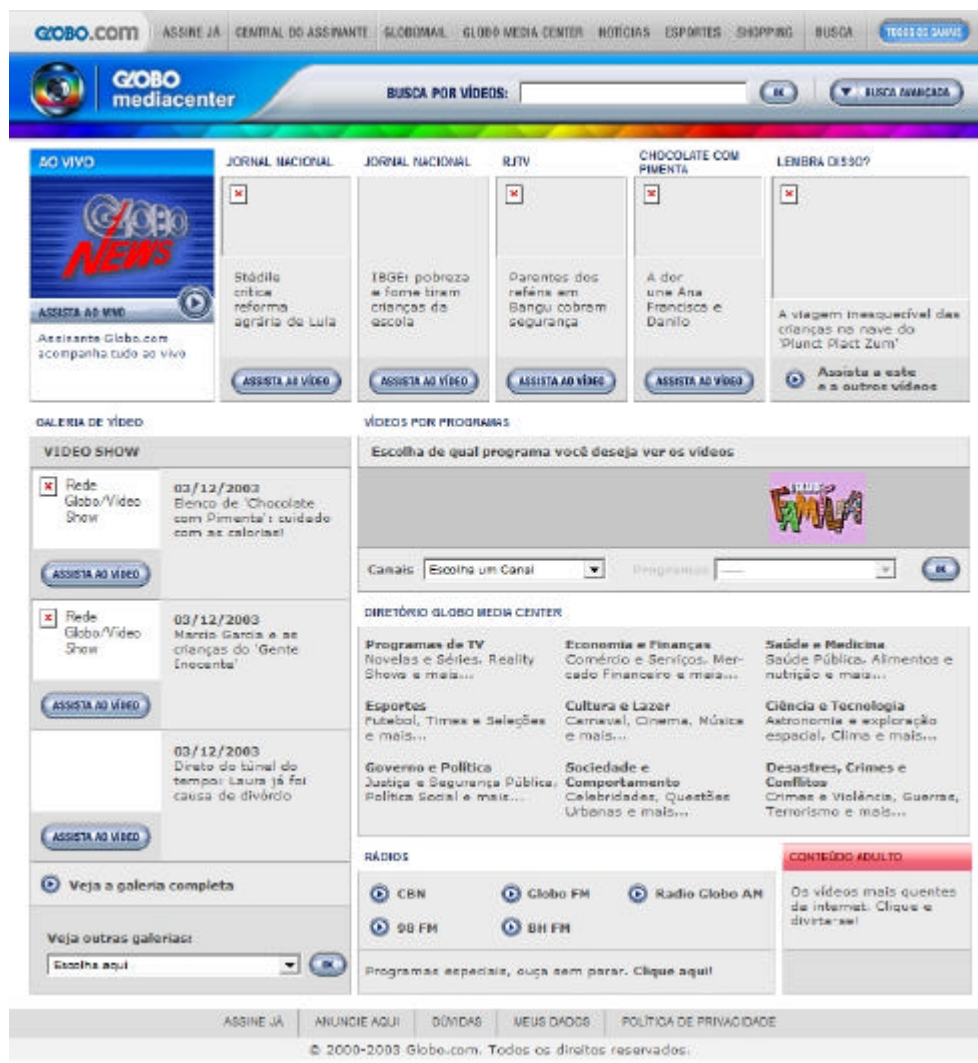 GLOBO.COM
ASSINE JÁ
CENTRAL DO ASSINANTE
GLOBOMAIL
GLOBO MEDIA CENTER
NOTÍCIAS
ESPORTES
SHOPPING
BUSCA
TODOS OS CANAIS
GLOBO
mediacenter
BUSCA POR VÍDEOS:
OK
BUSCA AVANÇADA
AO VIVO
GLOBO
NEWS
ASSISTA AO VIVO
Assinante Globo.com
acompanha tudo ao vivo
JORNAL NACIONAL
Stédile
critica
reforma
agrária de Lula
ASSISTA AO VÍDEO
JORNAL NACIONAL
IBGE: pobreza
e fome tiram
crianças da
escola
ASSISTA AO VÍDEO
RJTV
Parentes dos
reféns em
Bangu cobram
segurança
ASSISTA AO VÍDEO
CHOCOLATE COM
PIMENTA
A dor
une Ana
Francisca e
Danilo
ASSISTA AO VÍDEO
LEMBRA DISSO?
A viagem inesquecível das
crianças na nave do
'Plunct Plact Zum'
Assista a este
e a outros vídeos
GALERIA DE VÍDEO
VIDEO SHOW
Rede
Globo/Video
Show
03/12/2003
Elenco de 'Chocolate
com Pimenta': cuidado
com as calorias!
ASSISTA AO VÍDEO
Rede
Globo/Video
Show
03/12/2003
Marcio Garcia e as
crianças do 'Gente
Inocente'
ASSISTA AO VÍDEO
03/12/2003
Direto do túnel do
tempo: Laura já foi
causa de divórcio
ASSISTA AO VÍDEO
Veja a galeria completa
Veja outras galerias:
Escolha aqui
OK
VÍDEOS POR PROGRAMAS
Escolha de qual programa você deseja ver os vídeos
FAMÍLIA
Canais
Escolha um Canal
Programas
-----
OK
DIRETÓRIO GLOBO MEDIA CENTER
Programas de TV
Novelas e Séries, Reality
Shows e mais...
Economia e Finanças
Comércio e Serviços, Mer-
cado Financeiro e mais...
Saúde e Medicina
Saúde Pública, Alimentos e
nutrição e mais...
Esportes
Futebol, Times e Seleções
e mais...
Cultura e Lazer
Carnaval, Cinema, Música
e mais...
Ciência e Tecnologia
Astronomia e exploração
espacial, Clima e mais...
Governo e Política
Justiça e Segurança Pública,
Política Social e mais...
Sociedade e
Comportamento
Celebridades, Questões
Urbanas e mais...
Desastres, Crimes e
Conflitos
Crimes e Violência, Guerras,
Terrorismo e mais...
RÁDIOS
CBN
Globo FM
Radio Globo AM
98 FM
BH FM
Programas especiais, ouça sem parar. Clique aqui!
CONTEÚDO ADULTO
Os vídeos mais quentes
da internet. Clique e
divirta-se!
ASSINE JÁ
ANUNCIE AQUI
DÚVIDAS
MEUS DADOS
POLÍTICA DE PRIVACIDADE
© 2000-2003 Globo.com. Todos os direitos reservados.